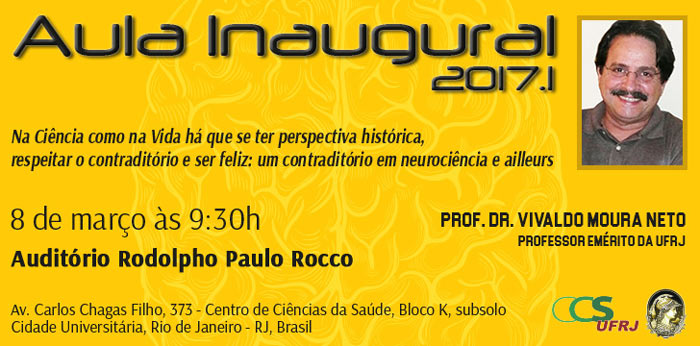 Aula Inaugural
2017.1
Na Ciência como na Vida há que se ter perspectiva histórica,
respeitar o contraditório e ser feliz: um contraditório em neurociência e ailleurs
8 de março às 9:30h
Auditório Rodolpho Paulo Rocco
PROF. DR. VIVALDO MOURA NETO
PROFESSOR EMÉRITO DA UFRJ
Av. Carlos Chagas Filho, 373 - Centro de Ciências da Saúde, Bloco K, subsolo
Cidade Universitária, Rio de Janeiro - RJ, Brasil
CCS
UFRJ